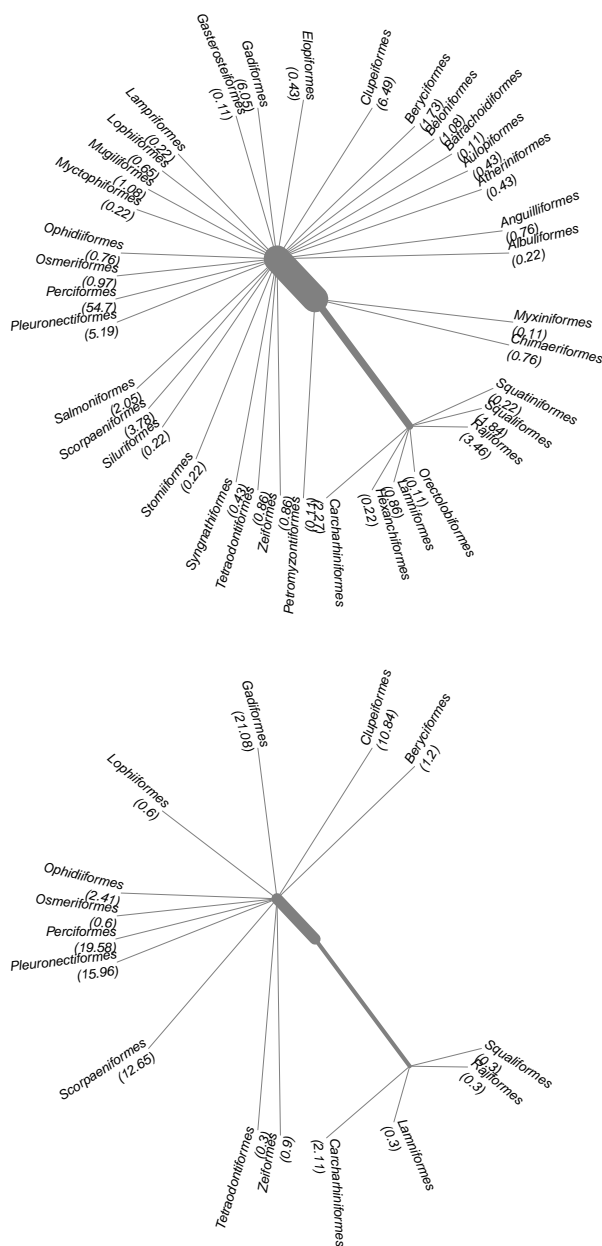 Gasterosteiformes
(0.11)
Gadiformes
(6.05)
Elopiformes
(0.43)
Clupeiformes
(6.49)
Beryciformes
(1.73)
Beloniformes
(1.08)
Batrachoidiformes
(0.11)
Aulopiformes
(0.43)
Atheriniformes
(0.43)
Anguilliformes
(0.76)
Albuliformes
(0.22)
Lampriformes
(0.22)
Lophiiformes
(0.65)
Mugiliformes
(1.08)
Myctophiformes
(0.22)
Ophidiiformes
(0.76)
Osmeriformes
(0.97)
Perciformes
(54.7)
Pleuronectiformes
(5.19)
Salmoniformes
(2.05)
Scorpaeniformes
(3.78)
Siluriformes
(0.22)
Stomiiformes
(0.22)
Syngnathiformes
(0.43)
Tetraodontiformes
(0.86)
Zeiformes
(0.86)
Petromyzontiformes
(0.11)
Carcharhiniformes
(2.27)
Hexanchiformes
(0.22)
Lamniformes
(0.86)
Orectolobiformes
(0.11)
Rajiformes
(3.46)
Squaliformes
(1.84)
Squatiniformes
(0.22)
Chimaeriformes
(0.76)
Myxiniformes
(0.11)
Gadiformes
(21.08)
Clupeiformes
(10.84)
Beryciformes
(1.2)
Lophiiformes
(0.6)
Ophidiiformes
(2.41)
Osmeriformes
(0.6)
Perciformes
(19.58)
Pleuronectiformes
(15.96)
Scorpaeniformes
(12.65)
Tetraodontiformes
(0.3)
Zeiformes
(0.9)
Carcharhiniformes
(2.11)
Lamniformes
(0.3)
Rajiformes
(0.3)
Squaliformes
(0.3)